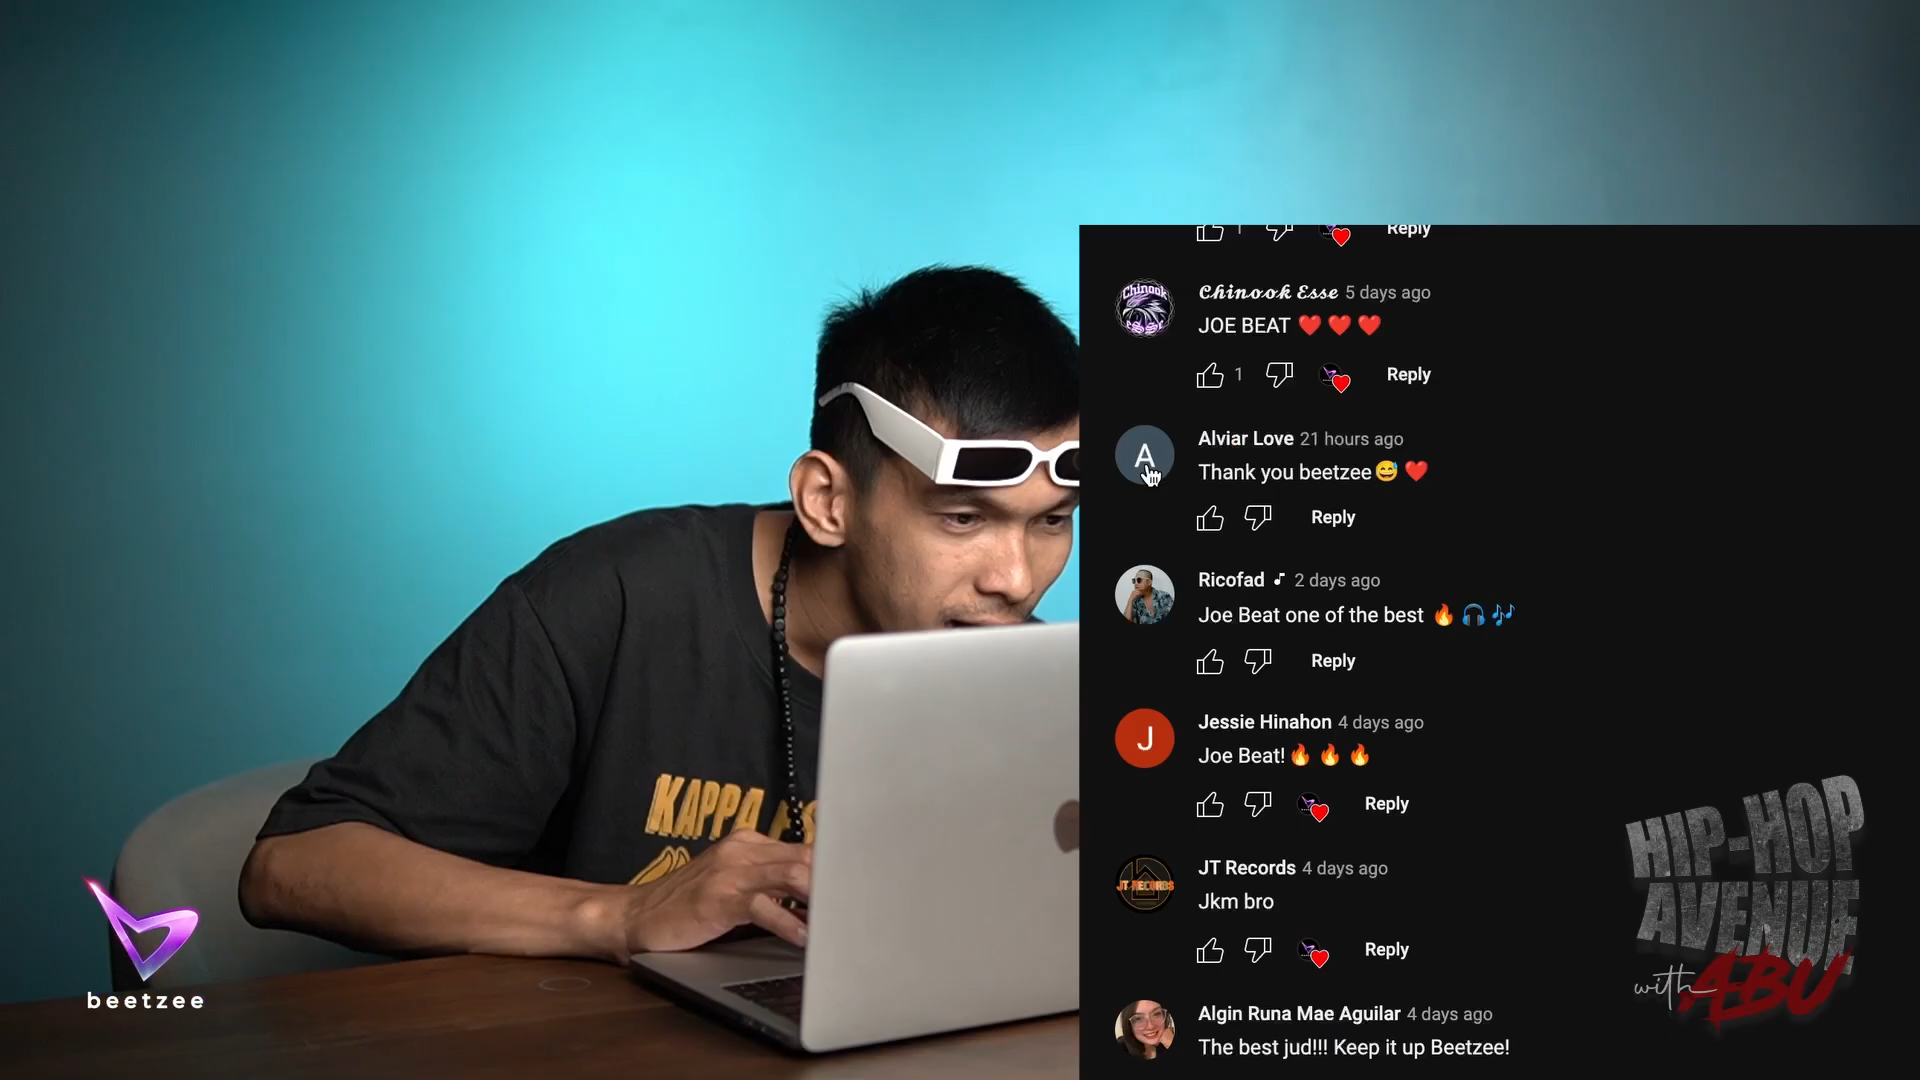 Reply
Chinook Esse 5 days ago
JOE BEAT ❤️❤️❤️
1
Reply
Alviar Love 21 hours ago
A
Thank you beetzee😅❤️
Reply
Ricofad 🎵 2 days ago
Joe Beat one of the best 🔥🎧🎶
Reply
Jessie Hinahon 4 days ago
J
Joe Beat!🔥🔥🔥
Reply
JT Records 4 days ago
JT RECORDS
Jkm bro
Reply
Algin Runa Mae Aguilar 4 days ago
The best jud!!! Keep it up Beetzee!
KAPPA
beetzee
HIP-HOP
AVENUE
with ABU